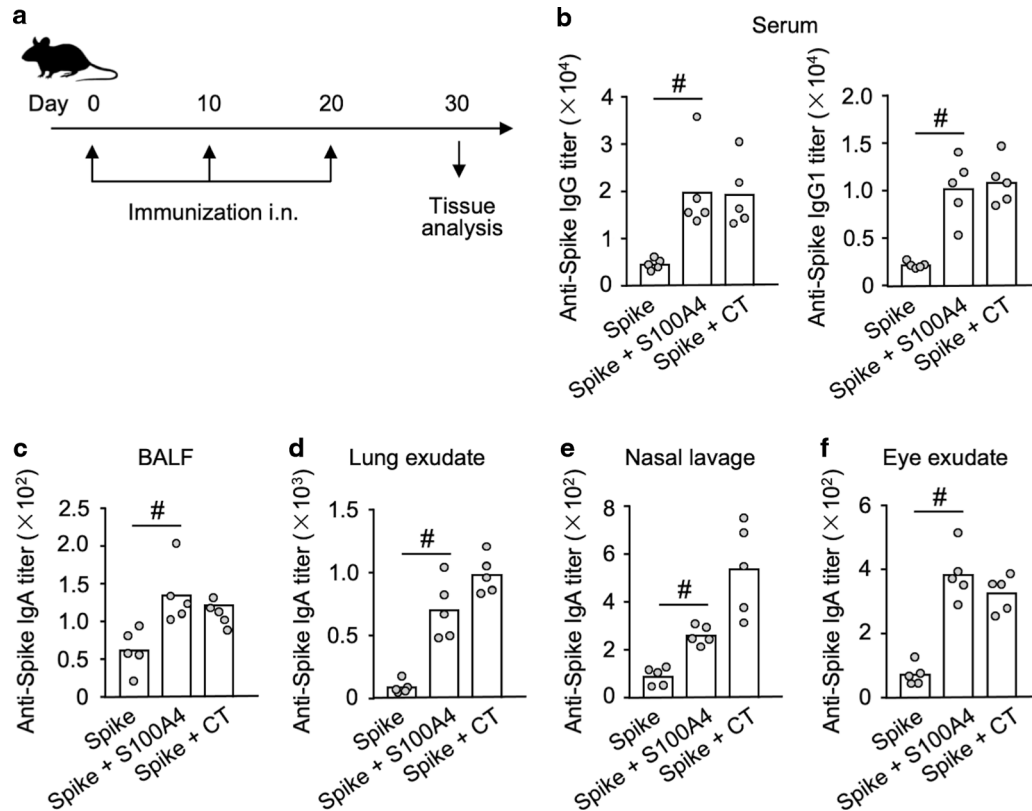 a
Day 0 10 20 30
Immunization i.n.
Tissue
analysis
b
Serum
Anti-Spike IgG titer (×10⁴)
4
3
2
1
0
#
Spike
Spike + S100A4
Spike + CT
Anti-Spike IgG1 titer (×10⁴)
2.0
1.5
1.0
0.5
0
#
Spike
Spike + S100A4
Spike + CT
c
BALF
Anti-Spike IgA titer (×10²)
2.5
2.0
1.5
1.0
0.5
0
#
Spike
Spike + S100A4
Spike + CT
d
Lung exudate
Anti-Spike IgA titer (×10³)
1.5
1.0
0.5
0
#
Spike
Spike + S100A4
Spike + CT
e
Nasal lavage
Anti-Spike IgA titer (×10²)
8
6
4
2
0
#
Spike
Spike + S100A4
Spike + CT
f
Eye exudate
Anti-Spike IgA titer (×10²)
6
4
2
0
#
Spike
Spike + S100A4
Spike + CT